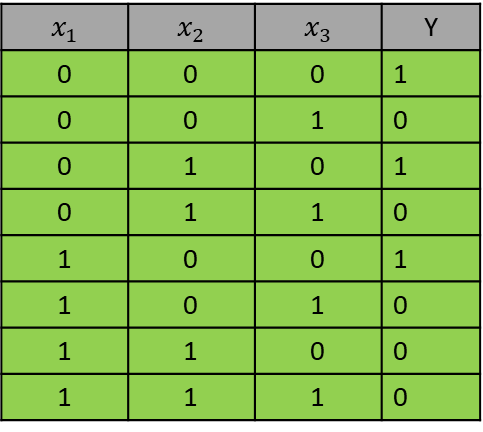 x₁ x₂ x₃ Y
0 0 0 1
0 0 1 0
0 1 0 1
0 1 1 0
1 0 0 1
1 0 1 0
1 1 0 0
1 1 1 0